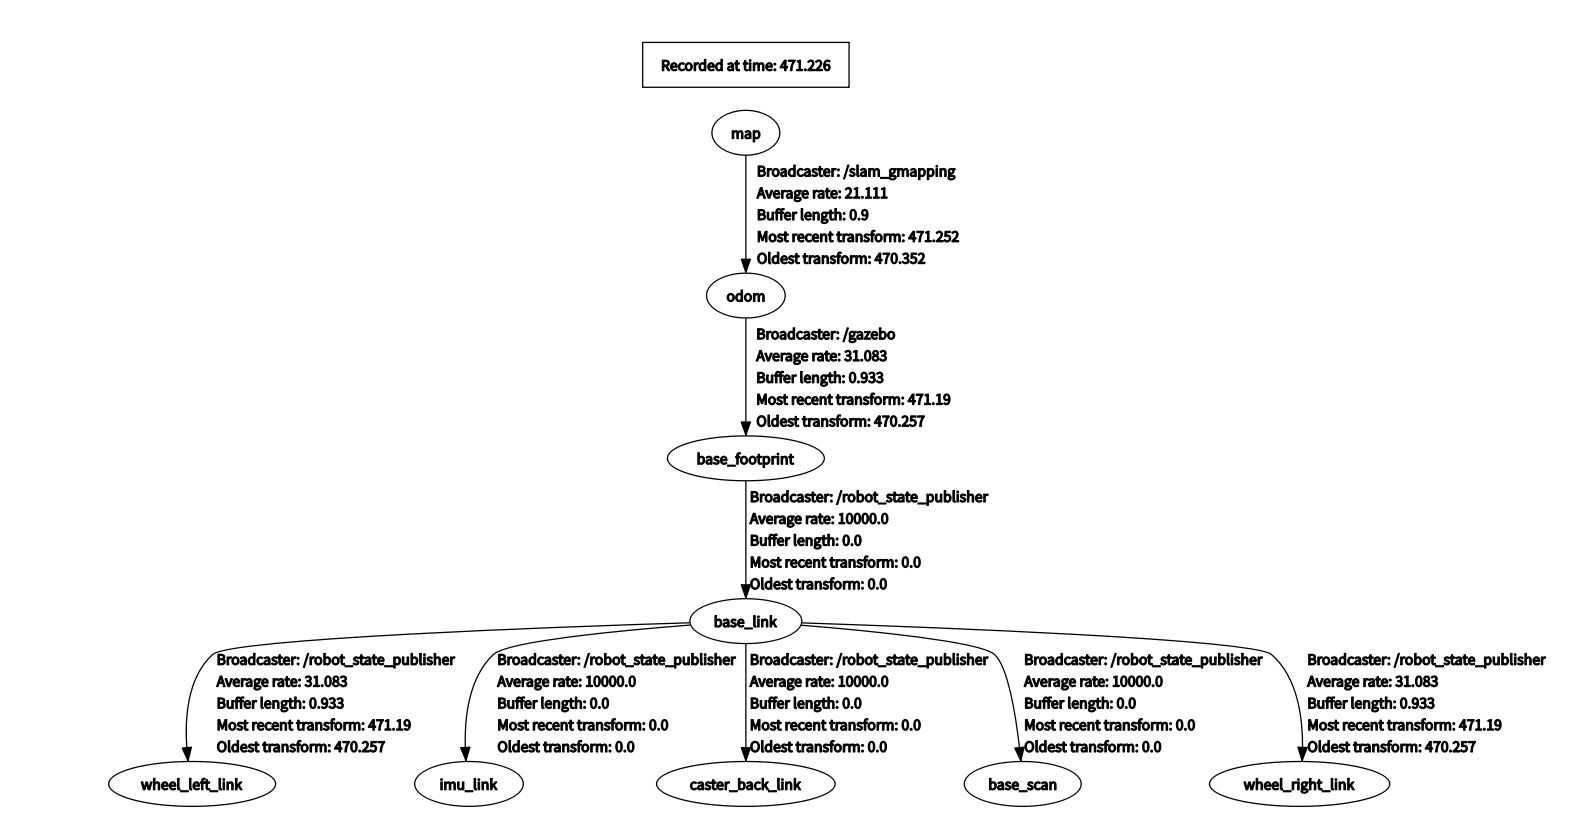 Recorded at time: 471.226
map
Broadcaster: /slam_gmapping
Average rate: 21.111
Buffer length: 0.9
Most recent transform: 471.252
Oldest transform: 470.352
odom
Broadcaster: /gazebo
Average rate: 31.083
Buffer length: 0.933
Most recent transform: 471.19
Oldest transform: 470.257
base_footprint
Broadcaster: /robot_state_publisher
Average rate: 10000.0
Buffer length: 0.0
Most recent transform: 0.0
Oldest transform: 0.0
base_link
Broadcaster: /robot_state_publisher
Average rate: 31.083
Buffer length: 0.933
Most recent transform: 471.19
Oldest transform: 470.257
Broadcaster: /robot_state_publisher
Average rate: 10000.0
Buffer length: 0.0
Most recent transform: 0.0
Oldest transform: 0.0
Broadcaster: /robot_state_publisher
Average rate: 10000.0
Buffer length: 0.0
Most recent transform: 0.0
Oldest transform: 0.0
Broadcaster: /robot_state_publisher
Average rate: 10000.0
Buffer length: 0.0
Most recent transform: 0.0
Oldest transform: 0.0
Broadcaster: /robot_state_publisher
Average rate: 31.083
Buffer length: 0.933
Most recent transform: 471.19
Oldest transform: 470.257
wheel_left_link
imu_link
caster_back_link
base_scan
wheel_right_link